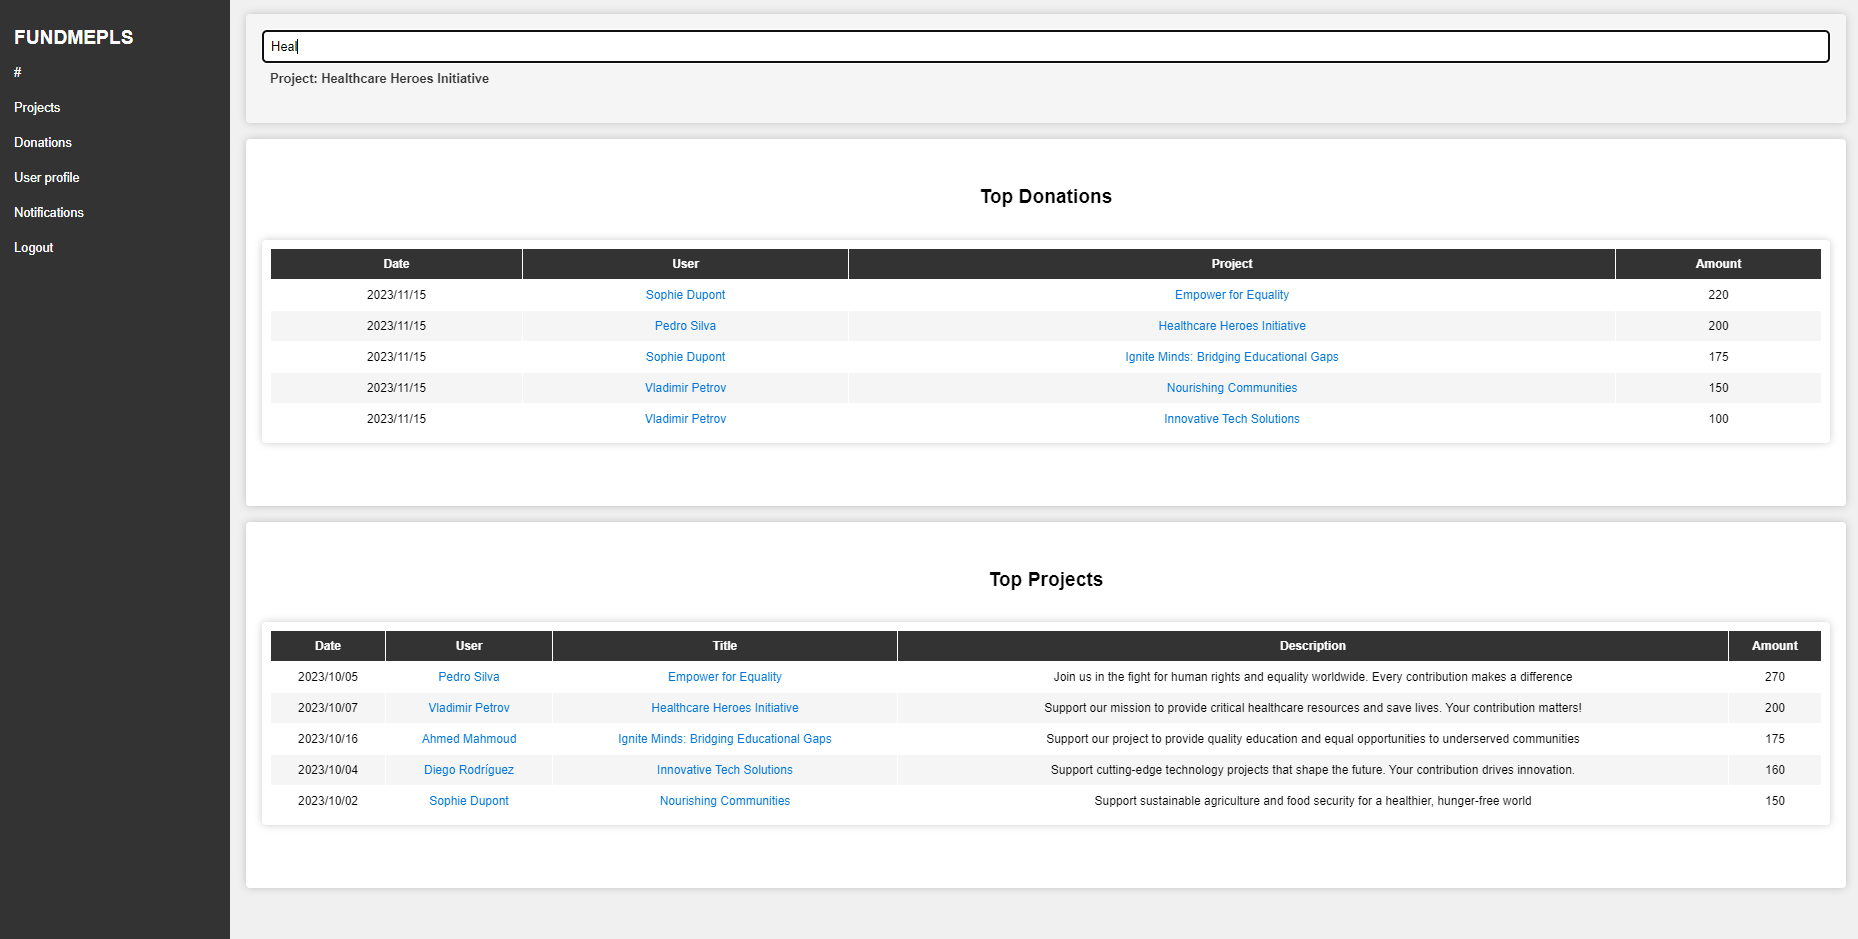 FUNDMEPLS
#
Projects
Donations
User profile
Notifications
Logout
Heal
Project: Healthcare Heroes Initiative
Top Donations
Date User Project Amount
2023/11/15 Sophie Dupont Empower for Equality 220
2023/11/15 Pedro Silva Healthcare Heroes Initiative 200
2023/11/15 Sophie Dupont Ignite Minds: Bridging Educational Gaps 175
2023/11/15 Vladimir Petrov Nourishing Communities 150
2023/11/15 Vladimir Petrov Innovative Tech Solutions 100
Top Projects
Date User Title Description Amount
2023/10/05 Pedro Silva Empower for Equality Join us in the fight for human rights and equality worldwide. Every contribution makes a difference 270
2023/10/07 Vladimir Petrov Healthcare Heroes Initiative Support our mission to provide critical healthcare resources and save lives. Your contribution matters! 200
2023/10/16 Ahmed Mahmoud Ignite Minds: Bridging Educational Gaps Support our project to provide quality education and equal opportunities to underserved communities 175
2023/10/04 Diego Rodríguez Innovative Tech Solutions Support cutting-edge technology projects that shape the future. Your contribution drives innovation. 160
2023/10/02 Sophie Dupont Nourishing Communities Support sustainable agriculture and food security for a healthier, hunger-free world 150